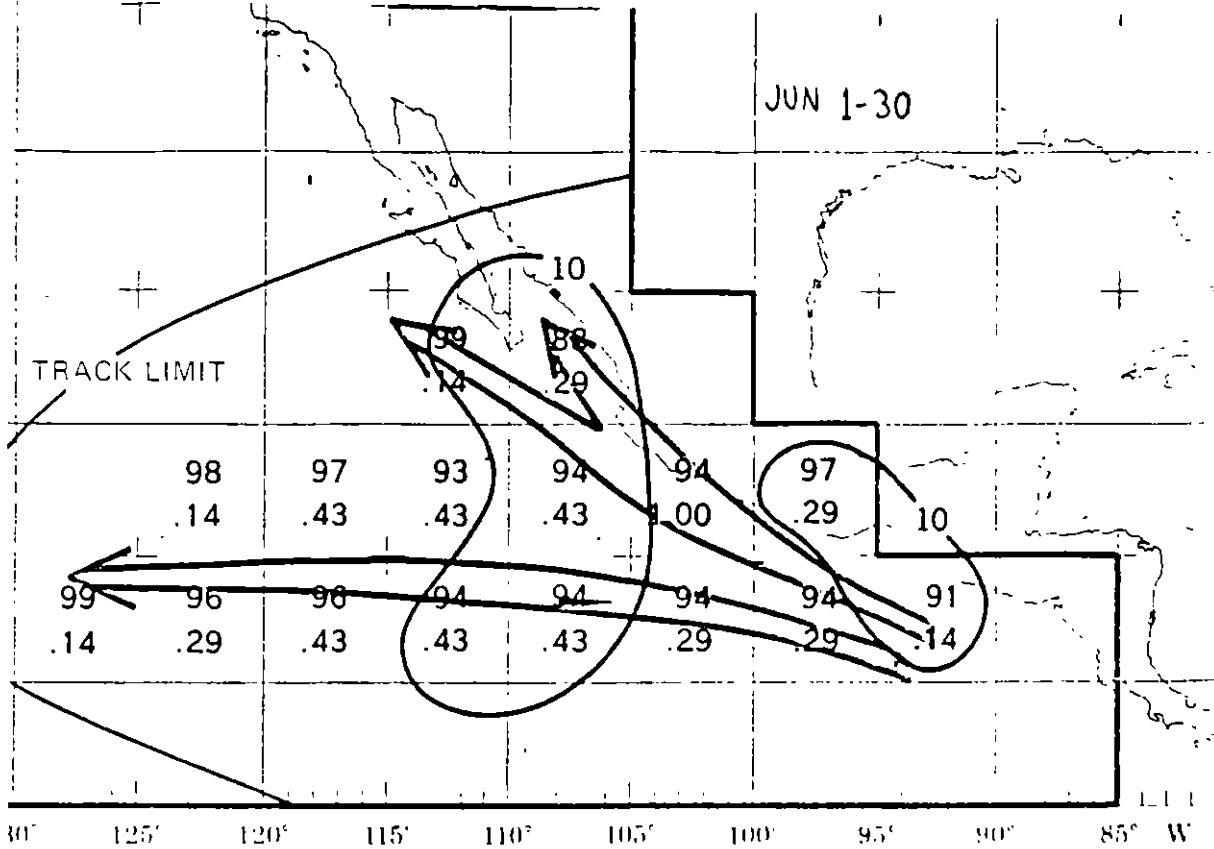 JUN 1-30
10
TRACK LIMIT
99 .88
.14 .29
98 97 93 94 94 97
.14 .43 .43 .43 1.00 .29
10
99 96 96 94 94 94 94 91
.14 .29 .43 .43 .43 .29 .29 .14
125° 120° 115° 110° 105° 100° 95° 90° 85° W